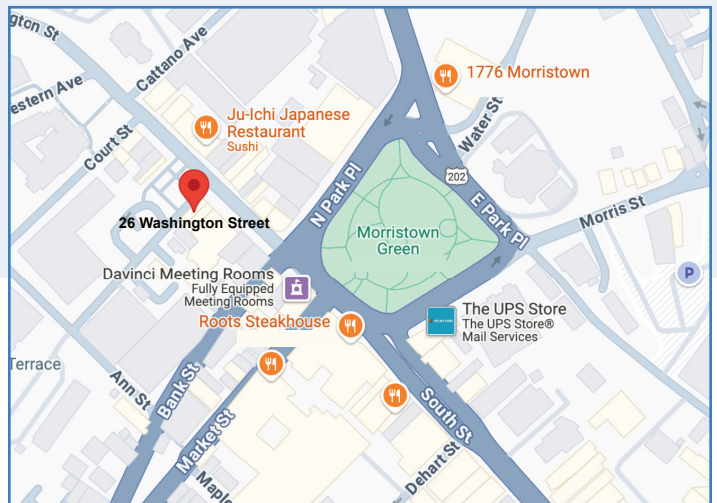 gton St
Cattano Ave
estern Ave
Court St
Ju-Ichi Japanese
Restaurant
Sushi
1776 Morristown
Water St
202
N Park Pl
E Park Pl
Morris St
Morristown
Green
26 Washington Street
Davinci Meeting Rooms
Fully Equipped
Meeting Rooms
P
Roots Steakhouse
The UPS Store
The UPS Store®
Mail Services
Terrace
Ann St
Bank St
Market St
South St
Dehart St
Maple